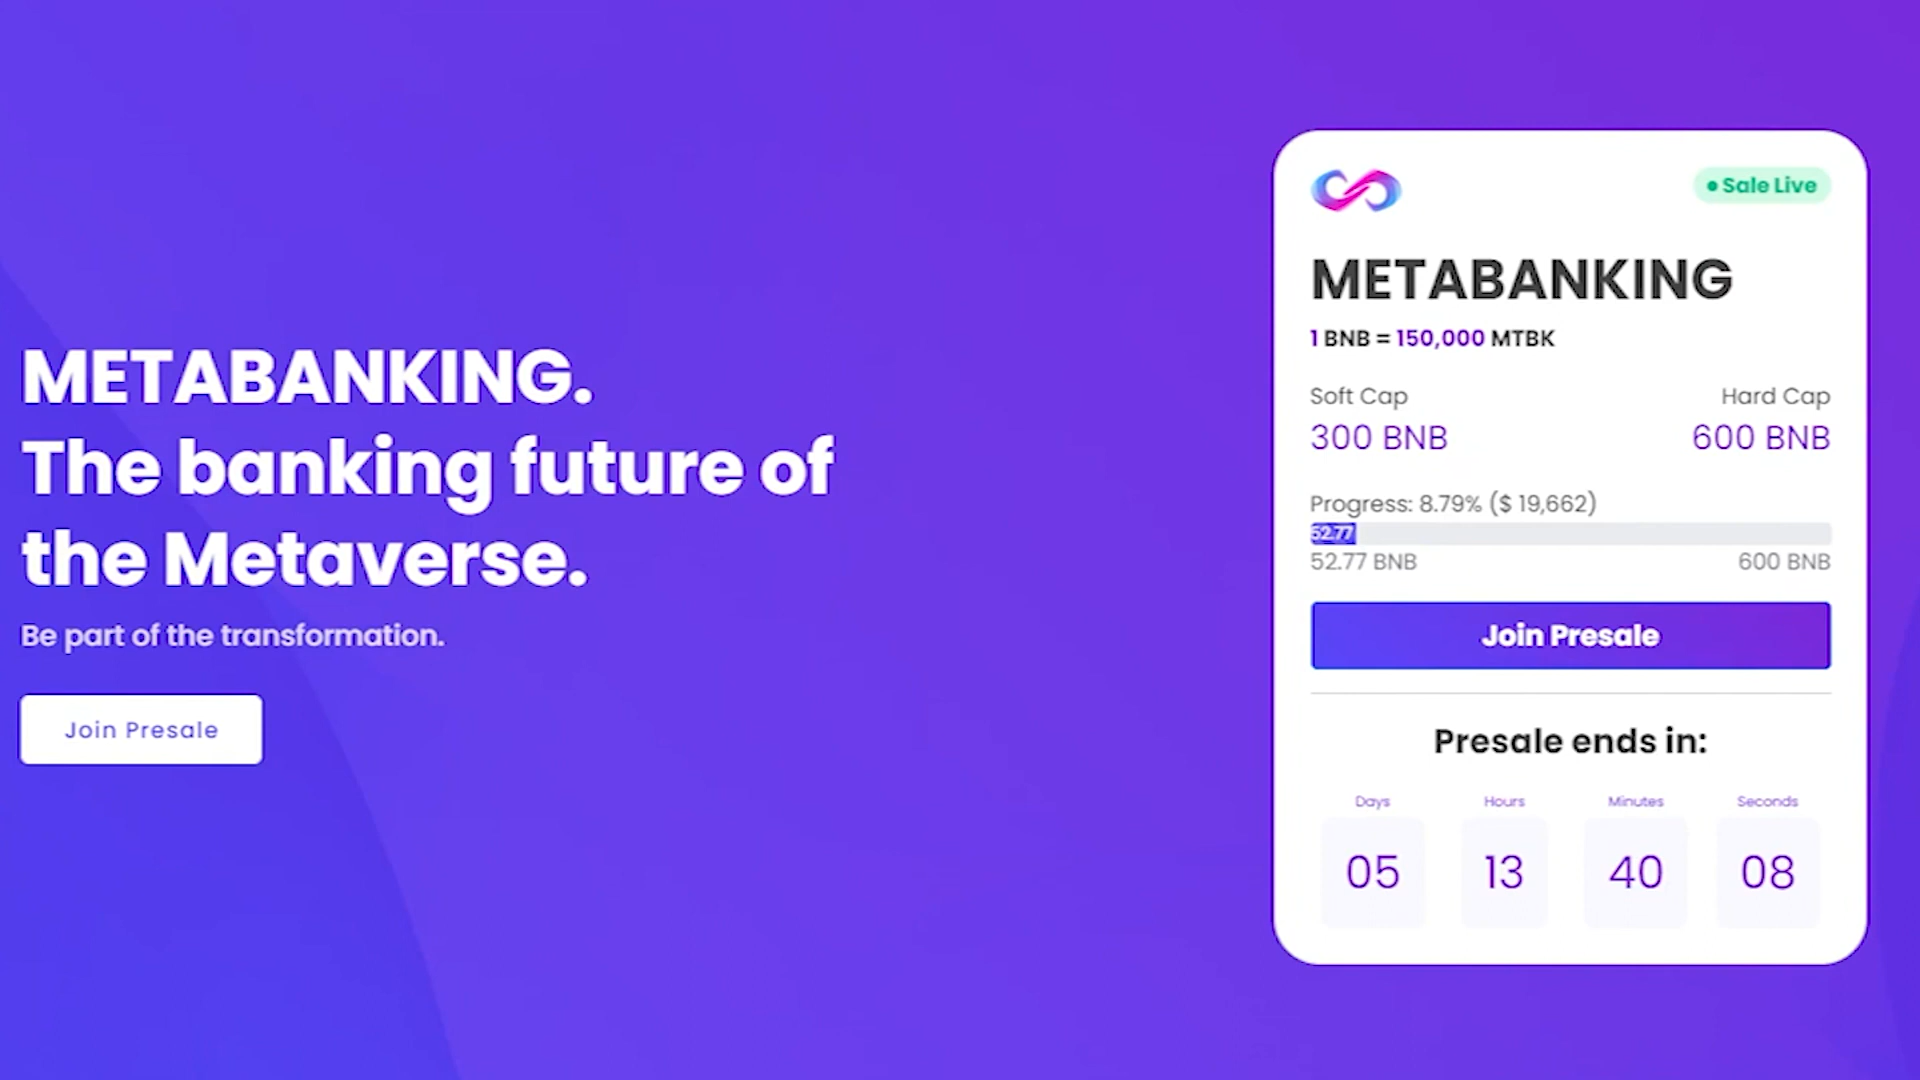 METABANKING.
The banking future of
the Metaverse.
Be part of the transformation.
Join Presale
• Sale Live
METABANKING
1 BNB = 150,000 MTBK
Soft Cap
Hard Cap
300 BNB
600 BNB
Progress: 8.79% ($ 19,662)
52.77
52.77 BNB
600 BNB
Join Presale
Presale ends in:
Days
Hours
Minutes
Seconds
05
13
40
08